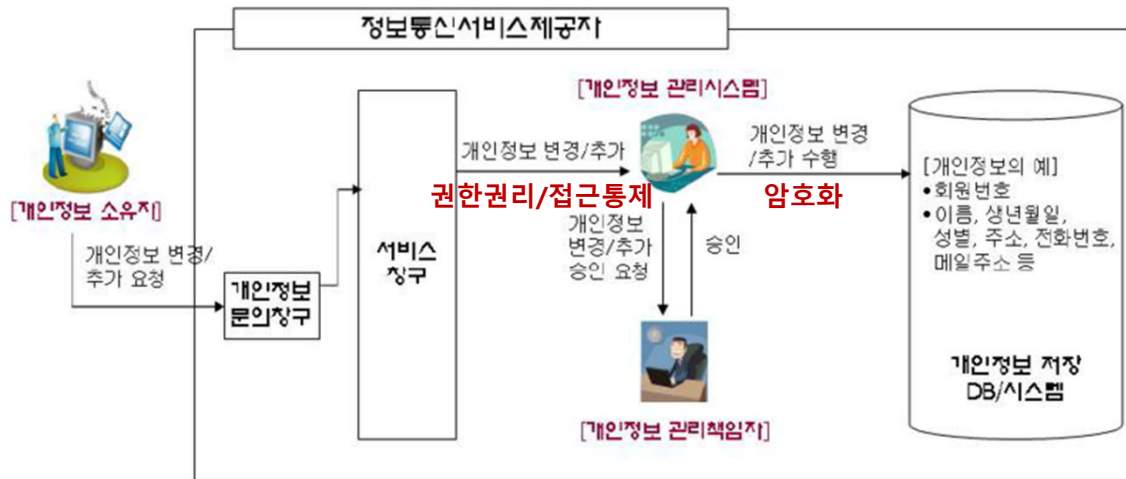 정보통신서비스제공자
[개인정보 관리시스템]
개인정보 변경/추가
권한권리/접근통제
개인정보 변경
/추가 수행
암호화
[개인정보의 예]
•회원번호
•이름, 생년월일,
성별, 주소, 전화번호,
메일주소 등
[개인정보 소유자]
개인정보 변경/
추가 요청
개인정보
문의창구
서비스
창구
개인정보
변경/추가
승인 요청
승인
[개인정보 관리책임자]
개인정보 저장
DB/시스템